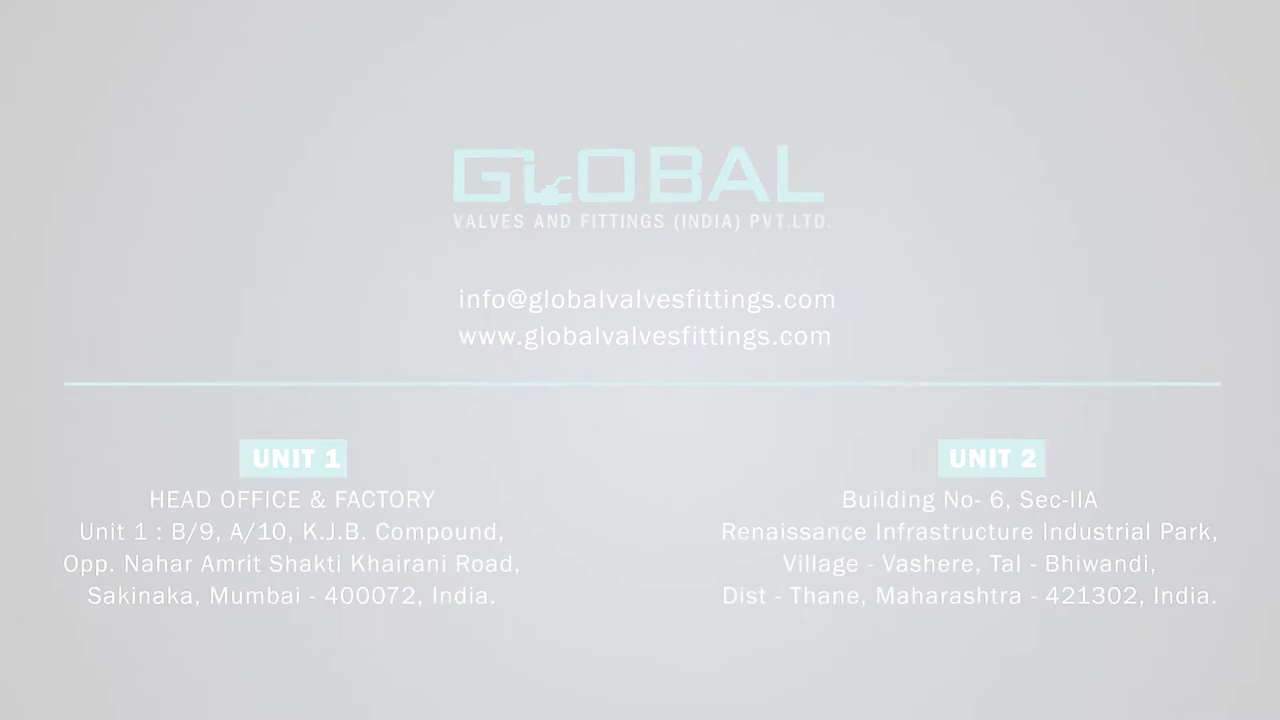 GLOBAL
VALVES AND FITTINGS (INDIA) PVT.LTD.
info@globalvalvesfittings.com
www.globalvalvesfittings.com
UNIT 1
HEAD OFFICE & FACTORY
Unit 1 : B/9, A/10, K.J.B. Compound,
Opp. Nahar Amrit Shakti Khairani Road,
Sakinaka, Mumbai - 400072, India.
UNIT 2
Building No- 6, Sec-IIA
Renaissance Infrastructure Industrial Park,
Village - Vashere, Tal - Bhiwandi,
Dist - Thane, Maharashtra - 421302, India.